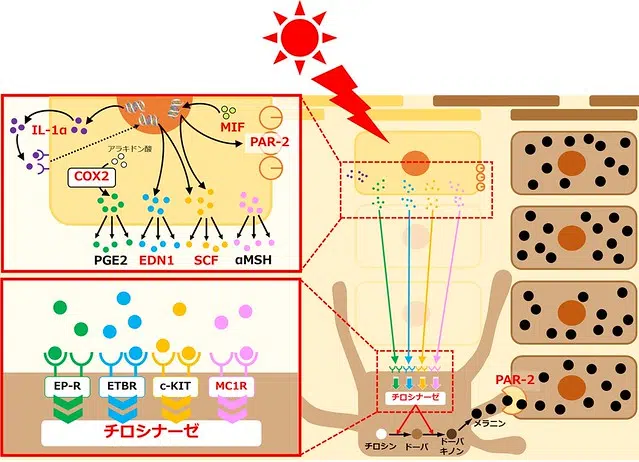 IL-1α
MIF
PAR-2
アラキドン酸
COX2
PGE2
EDN1
SCF
αMSH
EP-R
ETBR
c-KIT
MC1R
チロシナーゼ
チロシナーゼ
チロシン
ドーパ
ドーパ
キノン
メラニン
PAR-2